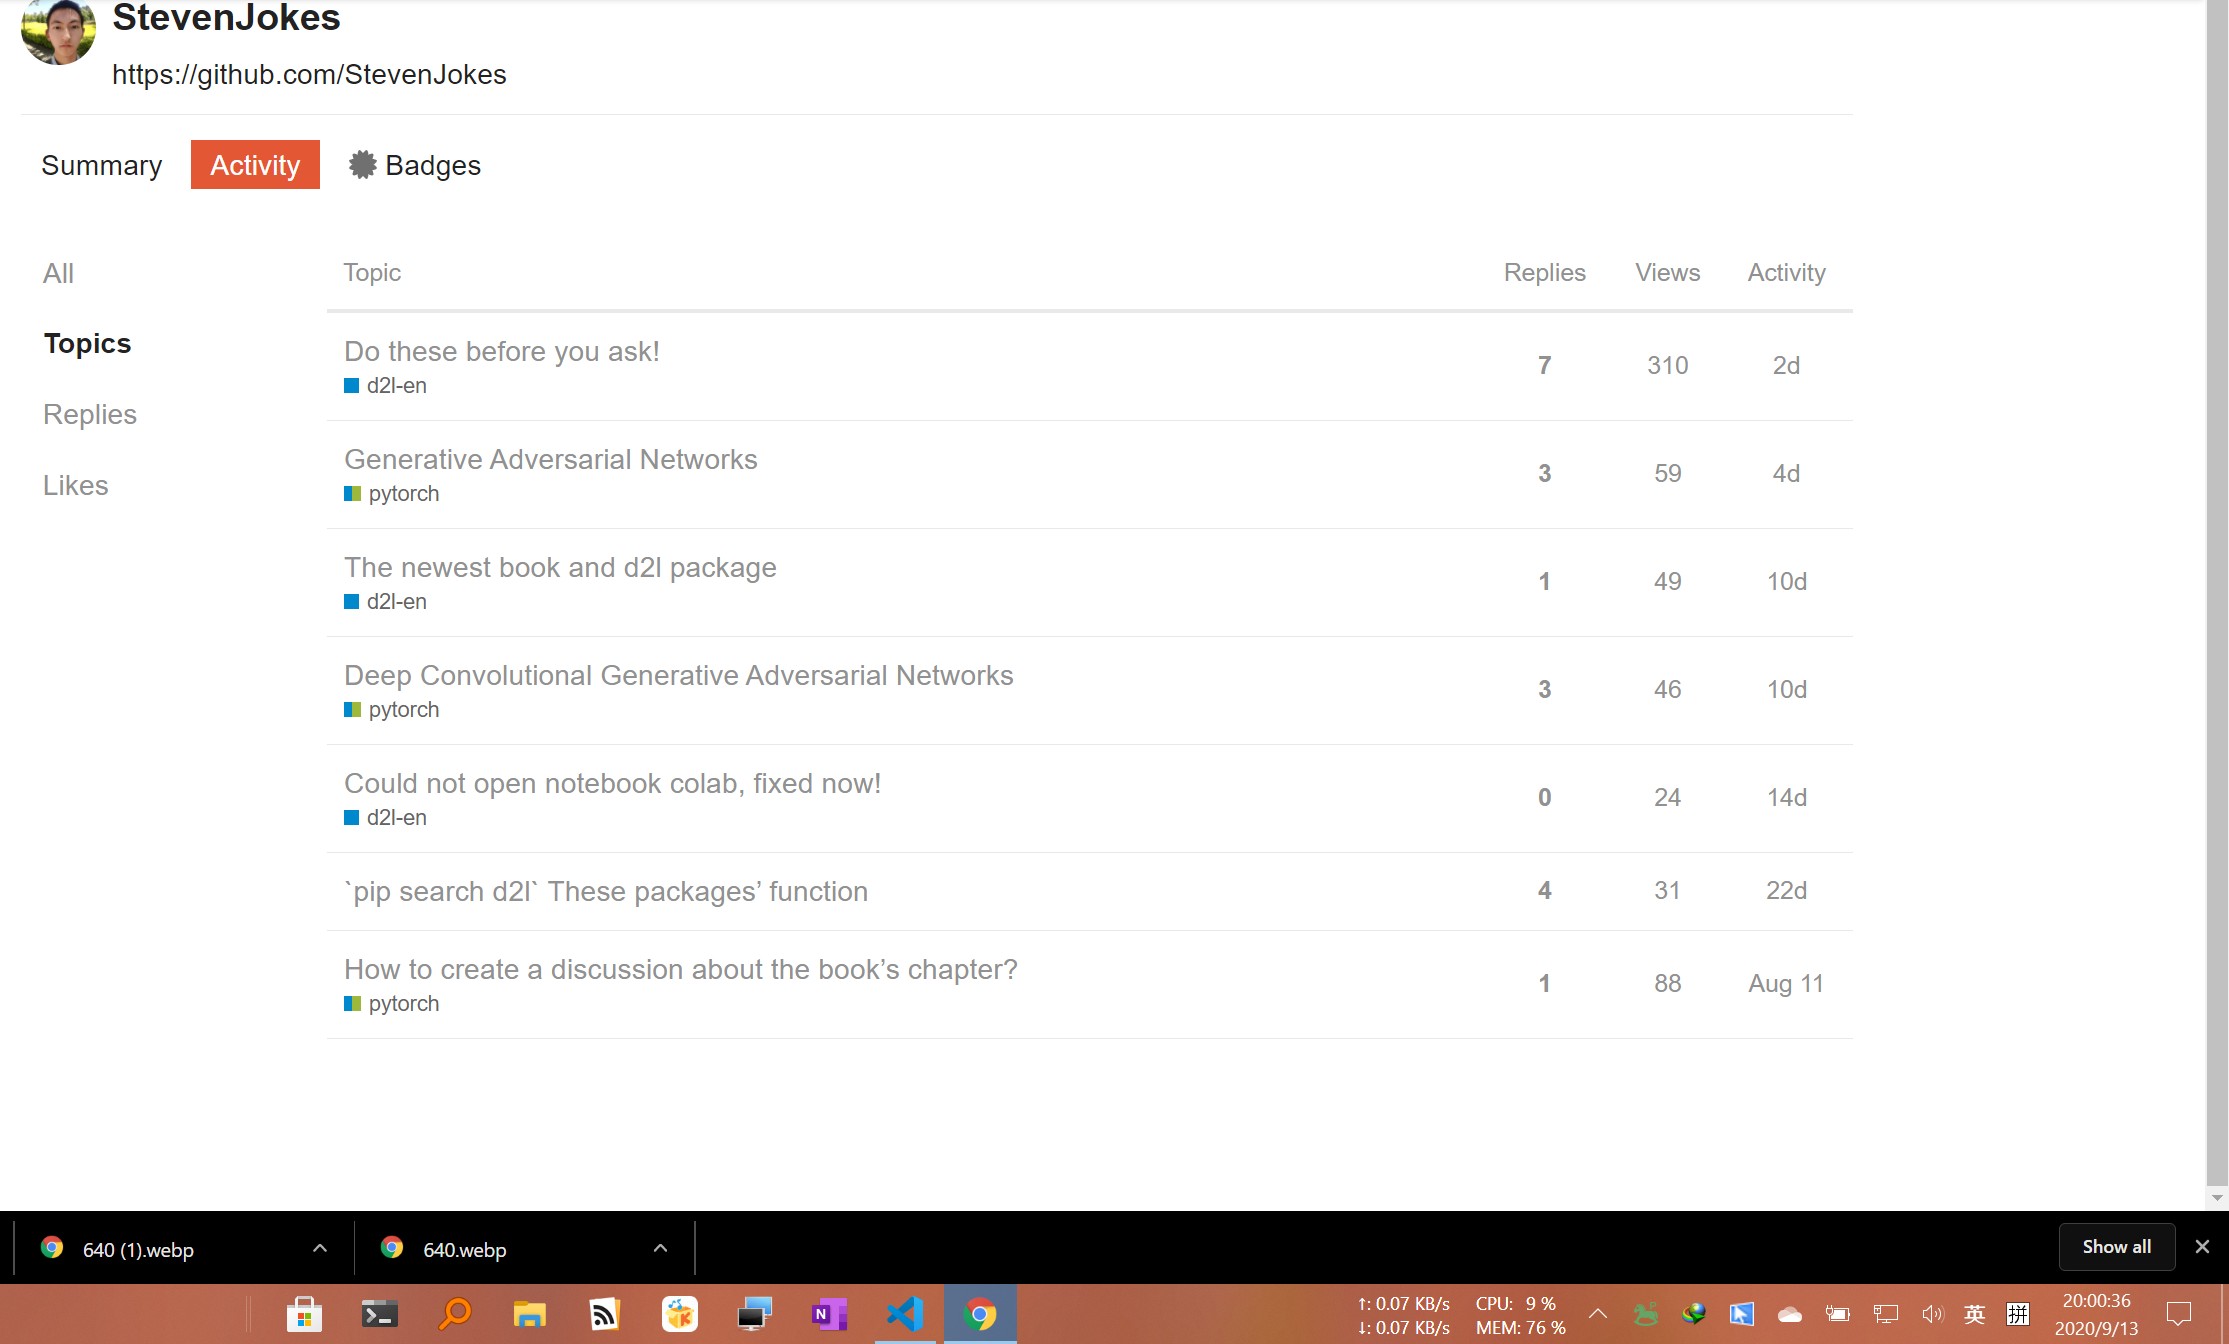 StevenJokes
https://github.com/StevenJokes
Summary Activity Badges
All
Topics
Replies
Likes
Topic Replies Views Activity
Do these before you ask! 7 310 2d
d2l-en
Generative Adversarial Networks 3 59 4d
pytorch
The newest book and d2l package 1 49 10d
d2l-en
Deep Convolutional Generative Adversarial Networks 3 46 10d
pytorch
Could not open notebook colab, fixed now! 0 24 14d
d2l-en
`pip search d2l` These packages’ function 4 31 22d
How to create a discussion about the book’s chapter? 1 88 Aug 11
pytorch
640 (1).webp 640.webp Show all
↑: 0.07 KB/s CPU: 9 % 20:00:36
↓: 0.07 KB/s MEM: 76 % 英 拼 2020/9/13